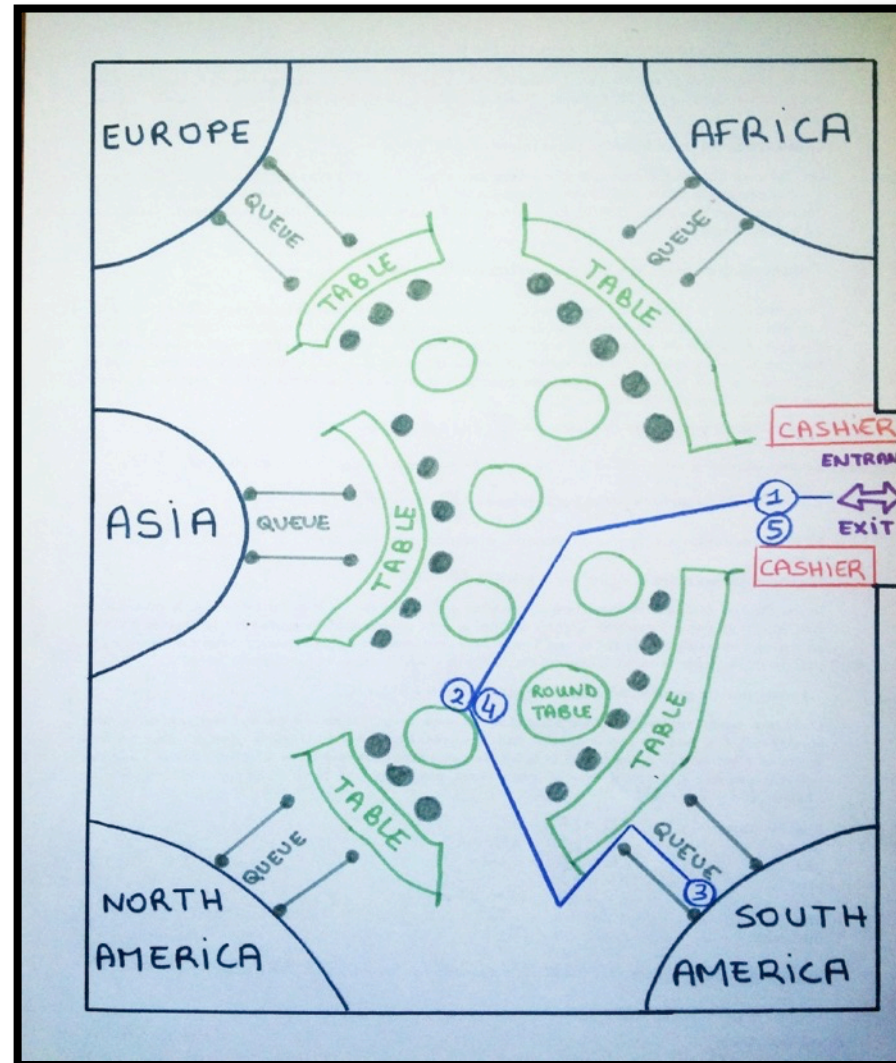 EUROPE
AFRICA
QUEUE
QUEUE
TABLE
TABLE
CASHIER
ENTRAN
1
ASIA
QUEUE
TABLE
5
EXIT
CASHIER
2
4
ROUND
TABLE
TABLE
TABLE
QUEUE
QUEUE
3
NORTH
AMERICA
SOUTH
AMERICA